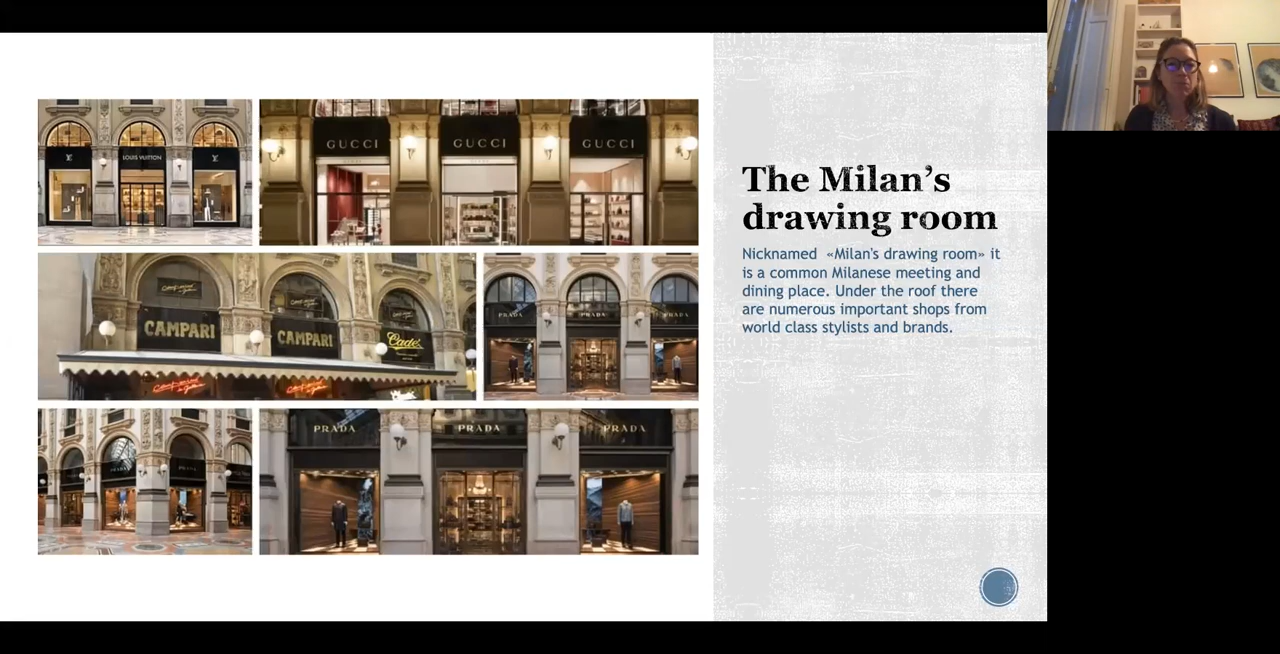 LOUIS VUITTON
GUCCI GUCCI GUCCI
CAMPARI CAMPARI
PRADA PRADA PRADA
PRADA PRADA
PRADA PRADA PRADA
The Milan's
drawing room
Nicknamed «Milan's drawing room» it
is a common Milanese meeting and
dining place. Under the roof there
are numerous important shops from
world class stylists and brands.